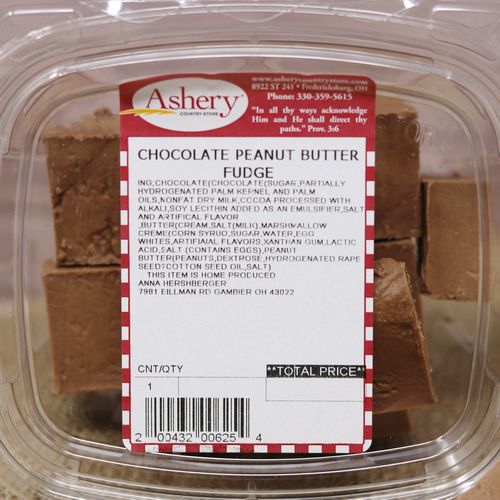 Ashery
COUNTRY STORE
www.asherycountrystore.com
8922 ST 241 • Fredericksburg, OH
Phone: 330-359-5615
"In all thy ways acknowledge
Him and He shall direct thy
paths." Prov. 3:6
CHOCOLATE PEANUT BUTTER
FUDGE
ING;CHOCOLATE(CHOCOLATE(SUGAR,PARTIALLY
HYDROGENATED PALM KERNEL AND PALM
OILS,NONFAT DRY MILK,COCOA PROCESSED WITH
ALKALI,SOY LECITHIN ADDED AS AN EMULSIFIER,SALT
AND ARTIFICAL FLAVOR
,BUTTER(CREAM,SALT(MILK),MARSHMALLOW
CREME(CORN SYRUO,SUGAR,WATER,EGG
WHITES,ARTIFIAIAL FLAVORS,XANTHAN GUM,LACTIC
ACID,SALT,(CONTAINS EGGS),PEANUT
BUTTER(PEANUTS,DEXTROSE,HYDROGENATED RAPE
SEED?COTTON SEED OIL,SALT)
THIS ITEM IS HOME PRODUCED
ANNA HERSHBERGER
7981 EILLMAN RD GAMBIER OH 43022
CNT/QTY
**TOTAL PRICE**
1
2 00432 00625 4